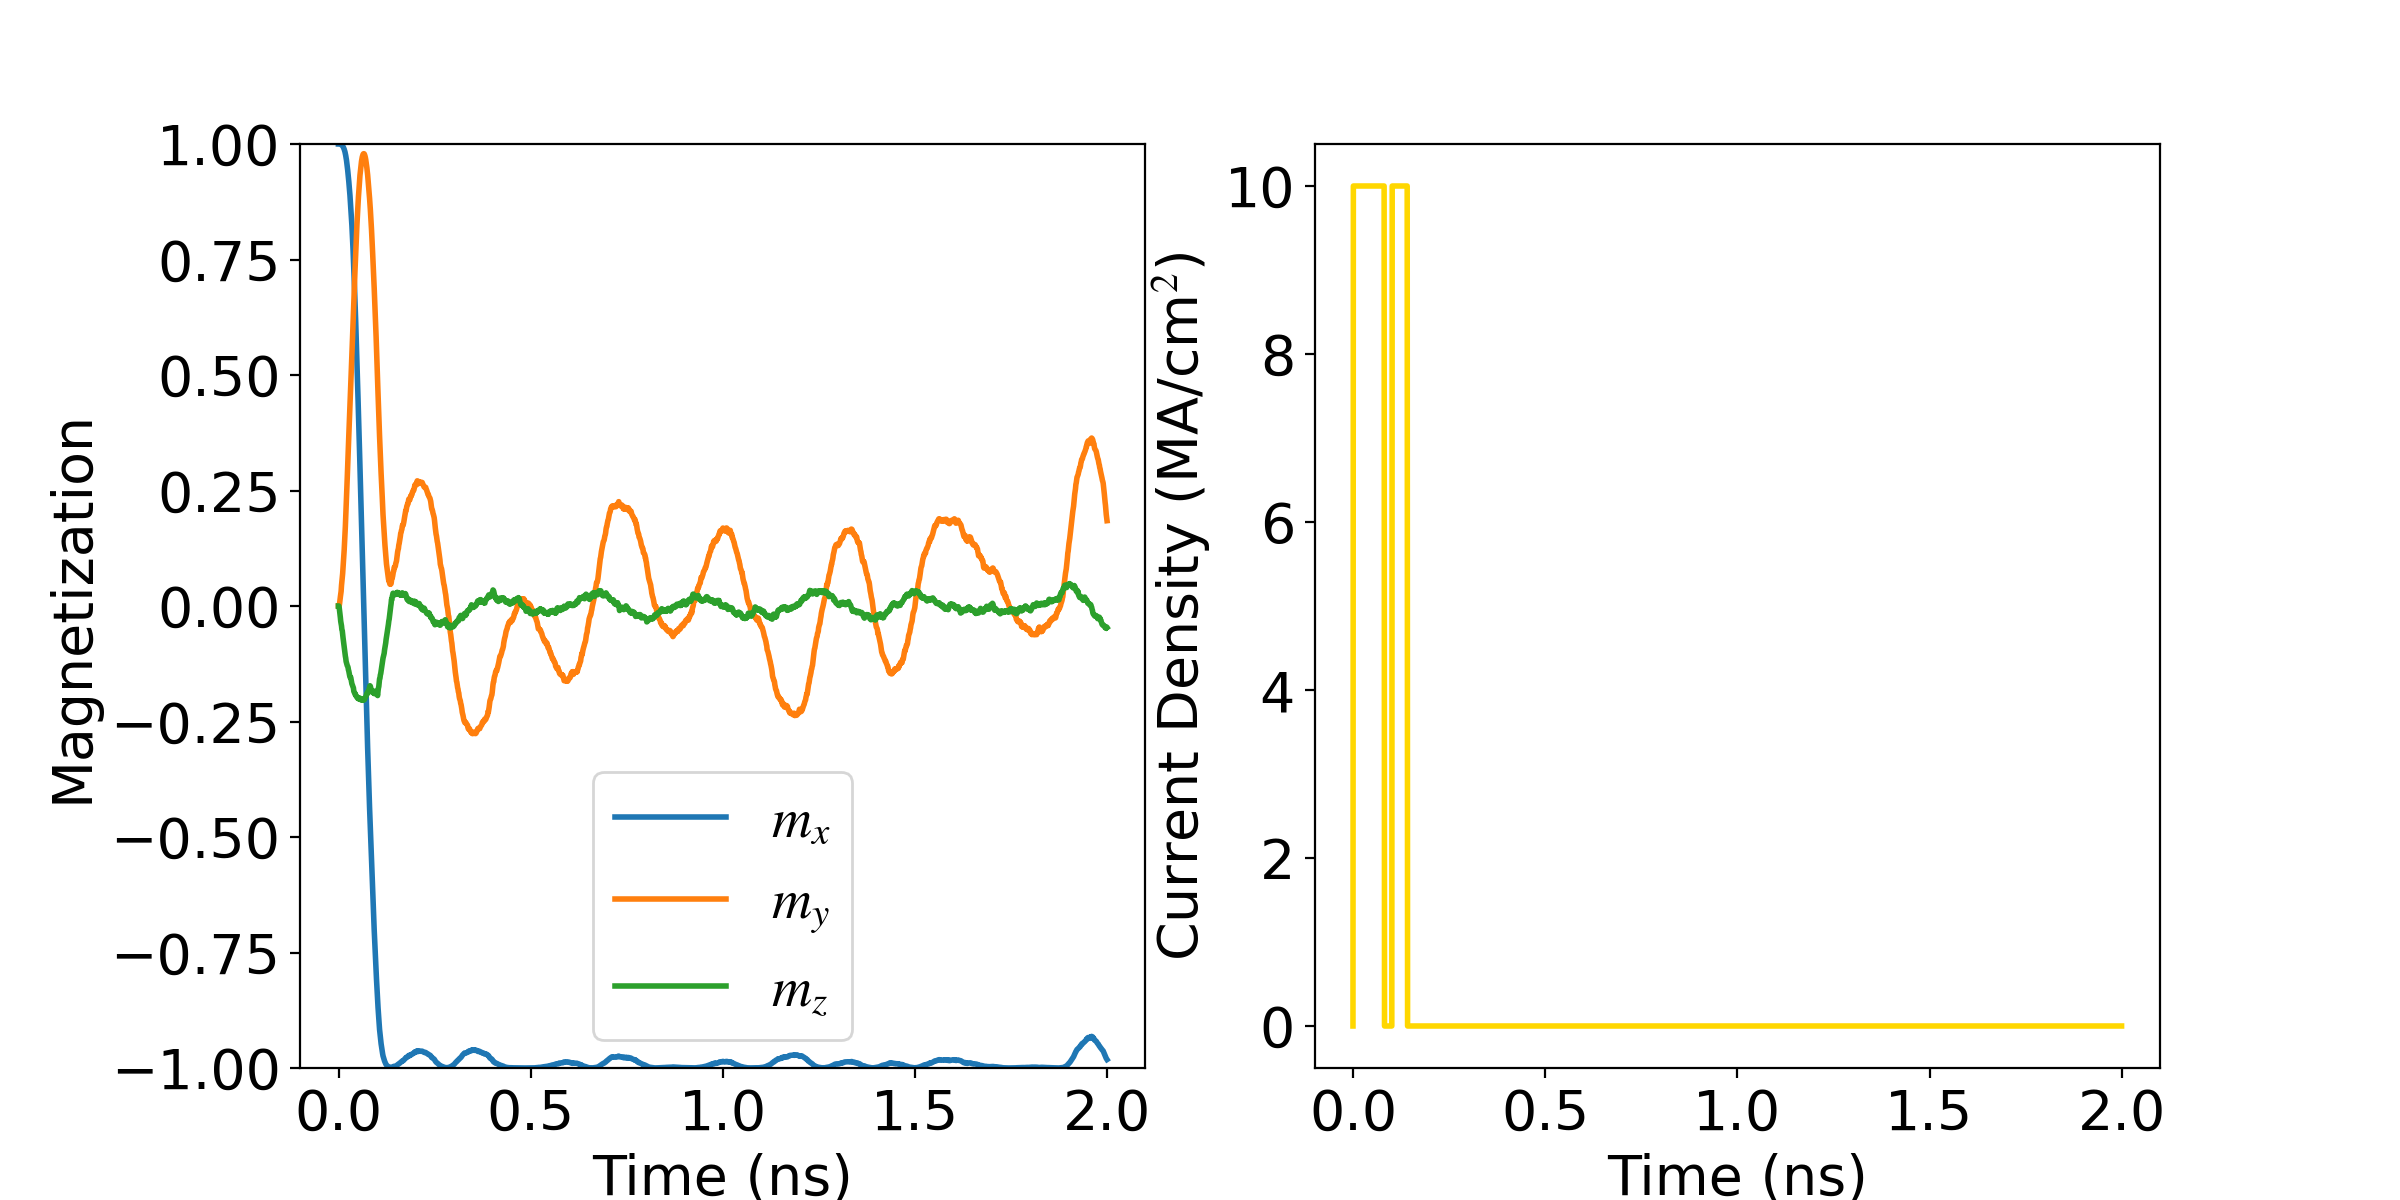 Magnetization
1.00
0.75
0.50
0.25
0.00
−0.25
−0.50
−0.75
−1.00
0.0 0.5 1.0 1.5 2.0
Time (ns)
m_x
m_y
m_z
Current Density (MA/cm²)
10
8
6
4
2
0
0.0 0.5 1.0 1.5 2.0
Time (ns)